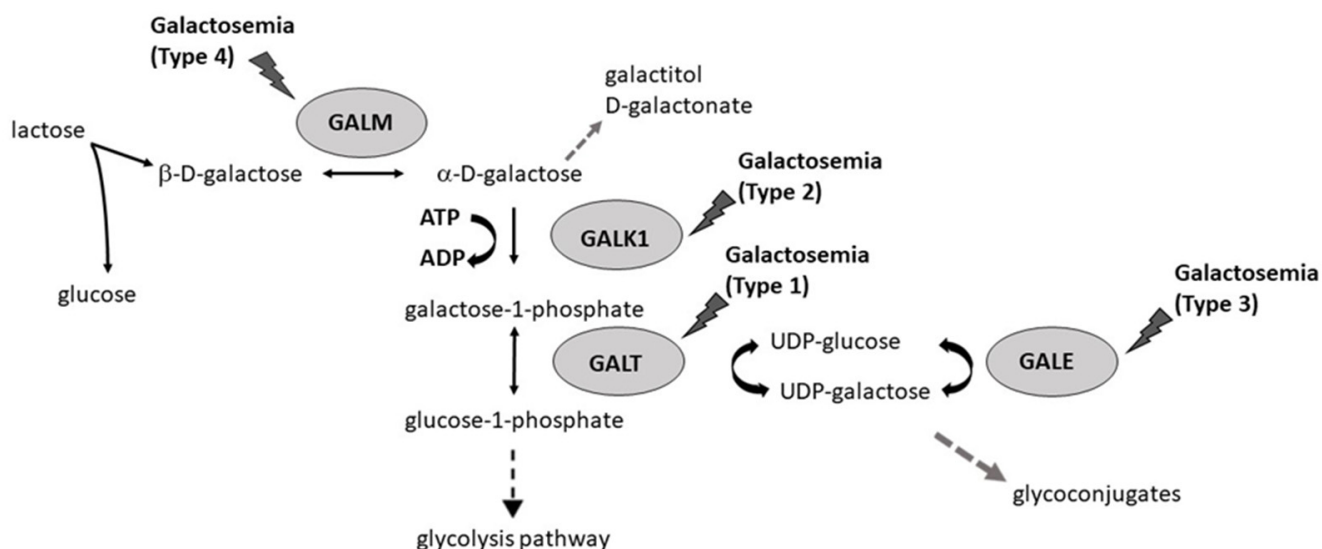 Galactosemia
(Type 4)
GALM
galactitol
D-galactonate
lactose
β-D-galactose
α-D-galactose
Galactosemia
(Type 2)
ATP
GALK1
ADP
glucose
Galactosemia
(Type 1)
Galactosemia
(Type 3)
galactose-1-phosphate
GALT
UDP-glucose
GALE
UDP-galactose
glucose-1-phosphate
glycoconjugates
glycolysis pathway